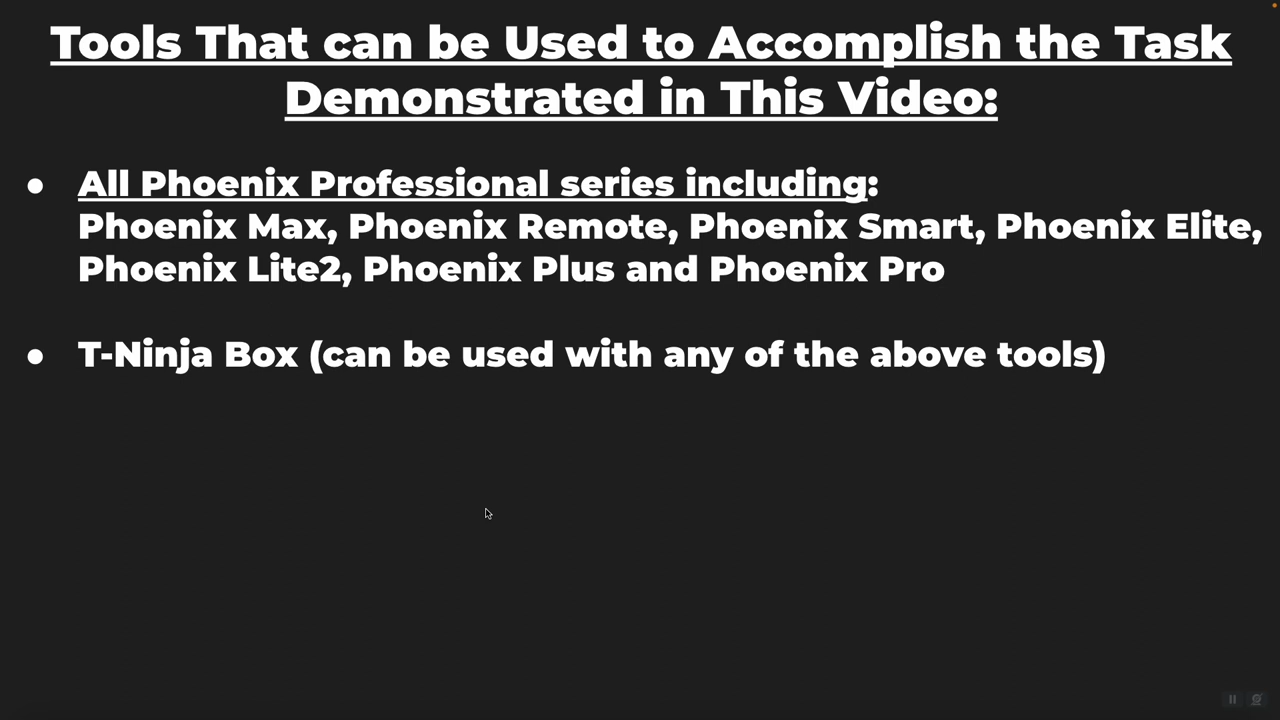 Tools That can be Used to Accomplish the Task
Demonstrated in This Video:
● All Phoenix Professional series including:
Phoenix Max, Phoenix Remote, Phoenix Smart, Phoenix Elite,
Phoenix Lite2, Phoenix Plus and Phoenix Pro
● T-Ninja Box (can be used with any of the above tools)